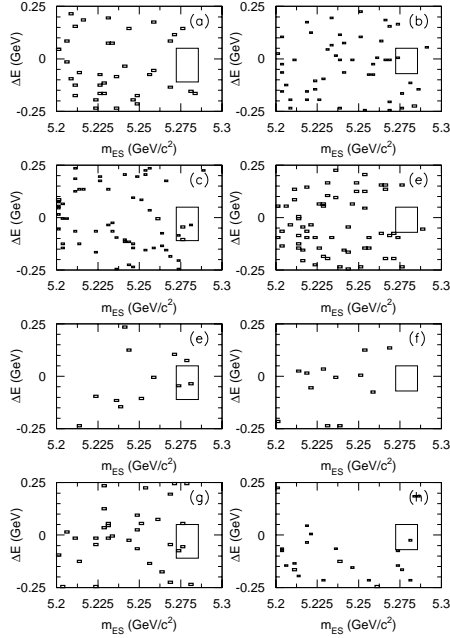 (a) (b)
ΔE (GeV) 0.25 0 -0.25 ΔE (GeV) 0.25 0 -0.25
5.2 5.225 5.25 5.275 5.3 5.2 5.225 5.25 5.275 5.3
mES (GeV/c²) mES (GeV/c²)
(c) (e)
ΔE (GeV) 0.25 0 -0.25 ΔE (GeV) 0.25 0 -0.25
5.2 5.225 5.25 5.275 5.3 5.2 5.225 5.25 5.275 5.3
mES (GeV/c²) mES (GeV/c²)
(e) (f)
ΔE (GeV) 0.25 0 -0.25 ΔE (GeV) 0.25 0 -0.25
5.2 5.225 5.25 5.275 5.3 5.2 5.225 5.25 5.275 5.3
mES (GeV/c²) mES (GeV/c²)
(g) (h)
ΔE (GeV) 0.25 0 -0.25 ΔE (GeV) 0.25 0 -0.25
5.2 5.225 5.25 5.275 5.3 5.2 5.225 5.25 5.275 5.3
mES (GeV/c²) mES (GeV/c²)